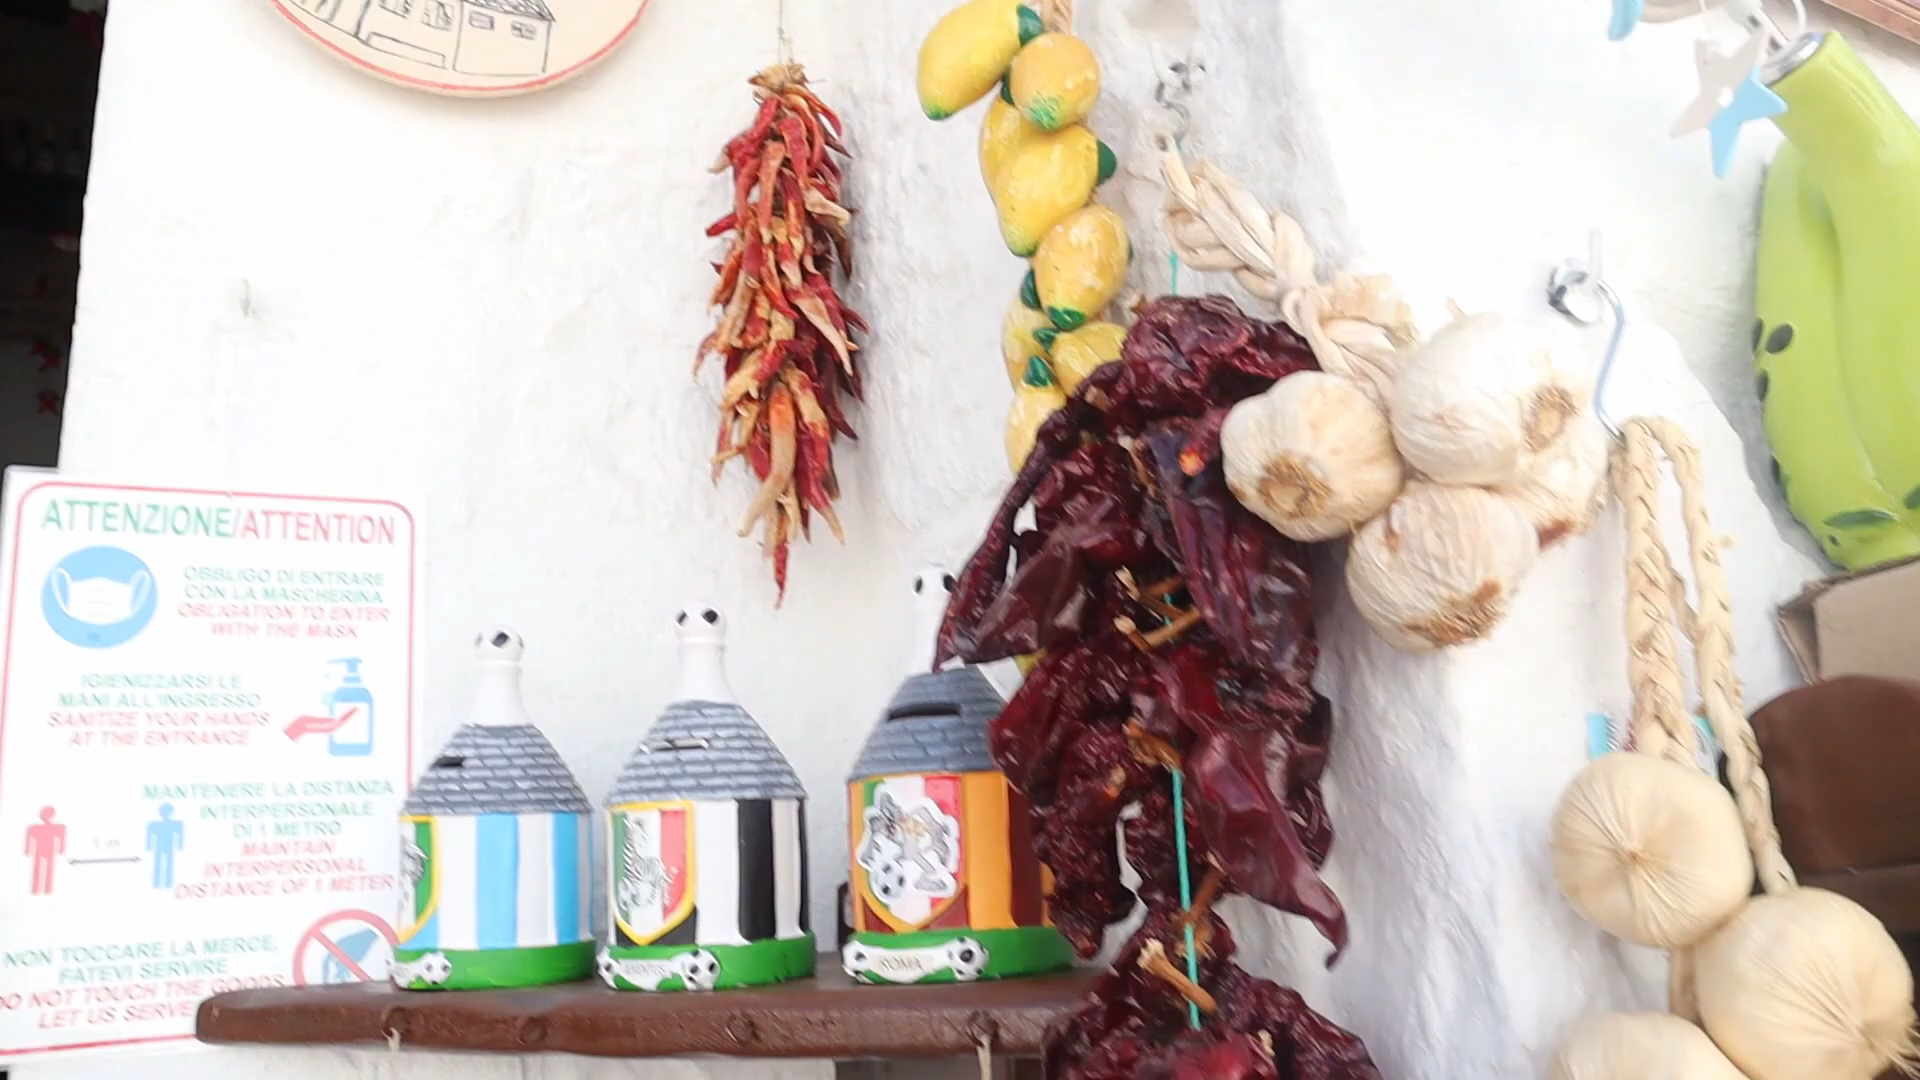 ATTENZIONE/ATTENTION
OBBLIGO DI ENTRARE
CON LA MASCHERINA
OBLIGATION TO ENTER
WITH THE MASK
IGIENIZZARSI LE
MANI ALL'INGRESSO
SANITIZE YOUR HANDS
AT THE ENTRANCE
MANTENERE LA DISTANZA
INTERPERSONALE
DI 1 METRO
MAINTAIN
INTERPERSONAL
DISTANCE OF 1 METER
1 m
NON TOCCARE LA MERCE,
FATEVI SERVIRE
DO NOT TOUCH THE GOODS
LET US SERVE
ROMA